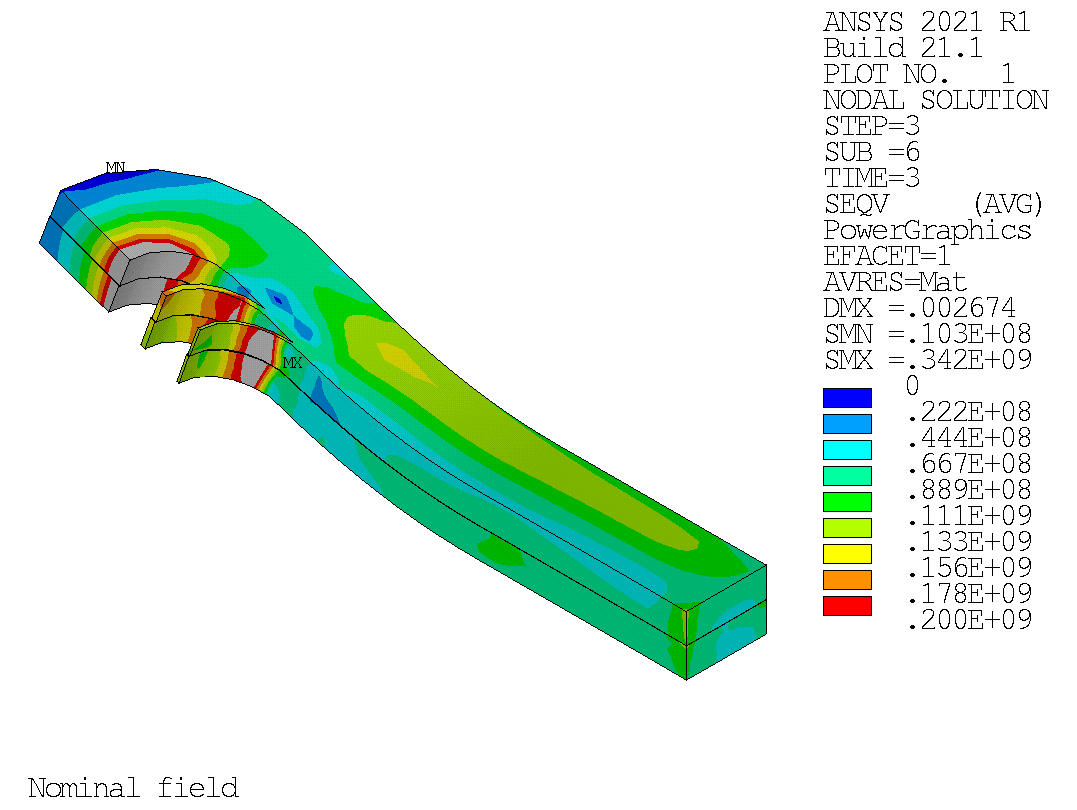 ANSYS 2021 R1
Build 21.1
PLOT NO.   1
NODAL SOLUTION
STEP=3
SUB =6
TIME=3
SEQV     (AVG)
PowerGraphics
EFACET=1
AVRES=Mat
DMX =.002674
SMN =.103E+08
SMX =.342E+09
0
.222E+08
.444E+08
.667E+08
.889E+08
.111E+09
.133E+09
.156E+09
.178E+09
.200E+09
MN
MX
Nominal field